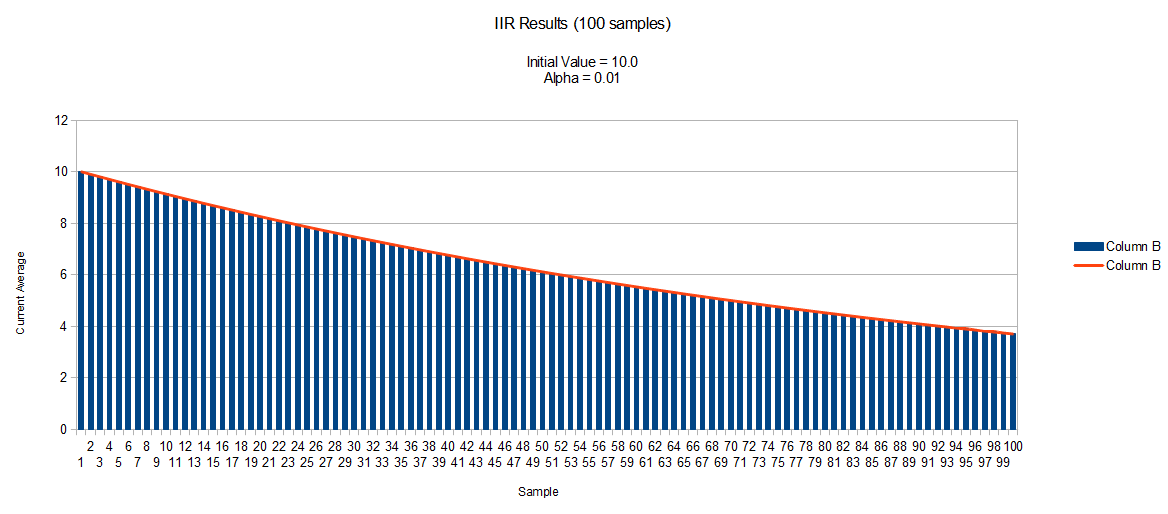 IIR Results (100 samples)
Initial Value = 10.0
Alpha = 0.01
12
10
8
6
4
2
0
Current Average
Column B
Column B
2 4 6 8 10 12 14 16 18 20 22 24 26 28 30 32 34 36 38 40 42 44 46 48 50 52 54 56 58 60 62 64 66 68 70 72 74 76 78 80 82 84 86 88 90 92 94 96 98 100
1 3 5 7 9 11 13 15 17 19 21 23 25 27 29 31 33 35 37 39 41 43 45 47 49 51 53 55 57 59 61 63 65 67 69 71 73 75 77 79 81 83 85 87 89 91 93 95 97 99
Sample